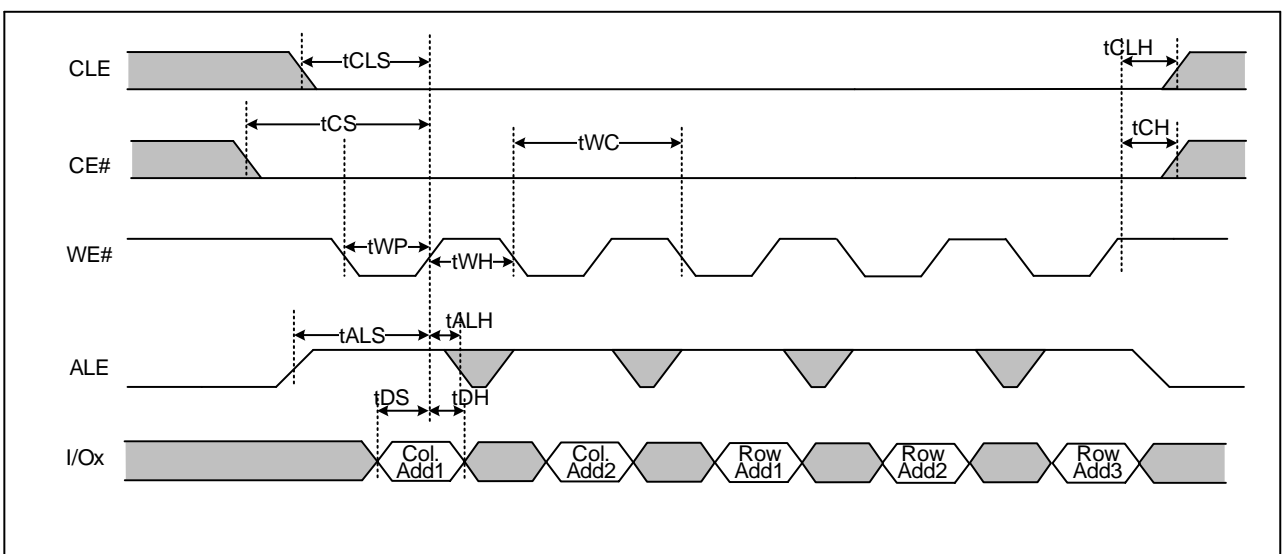 CLE
tCLS
tCLH
CE#
tCS
tWC
tCH
WE#
tWP
tWH
ALE
tALS
tALH
tDS
tDH
I/Ox
Col.
Add1
Col.
Add2
Row
Add1
Row
Add2
Row
Add3